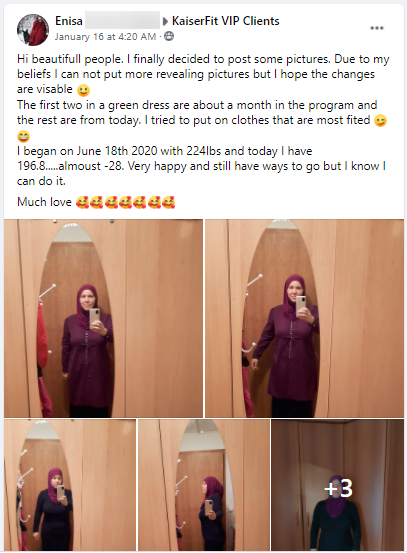 Enisa KaiserFit VIP Clients
January 16 at 4:20 AM ·
Hi beautifull people. I finally decided to post some pictures. Due to my
beliefs I can not put more revealing pictures but I hope the changes
are visable 🙂
The first two in a green dress are about a month in the program and
the rest are from today. I tried to put on clothes that are most fited 😜
😅
I began on June 18th 2020 with 224lbs and today I have
196.8.....almoust -28. Very happy and still have ways to go but I know I
can do it.
Much love 🥰🥰🥰🥰🥰🥰🥰
+3